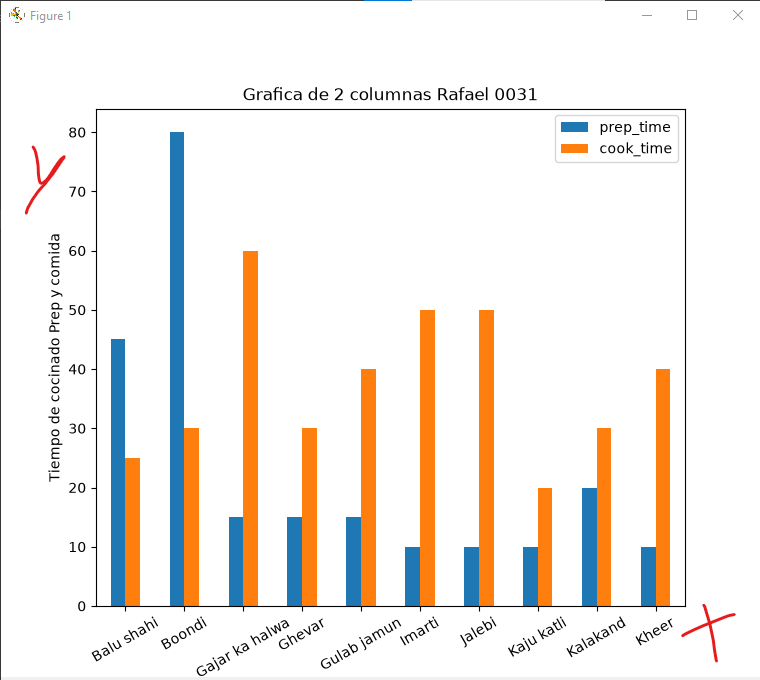 Figure 1
Grafica de 2 columnas Rafael 0031
prep_time
cook_time
Y
Tiempo de cocinado Prep y comida
80
70
60
50
40
30
20
10
0
Balu shahi
Boondi
Gajar ka halwa
Ghevar
Gulab jamun
Imarti
Jalebi
Kaju katli
Kalakand
Kheer
X